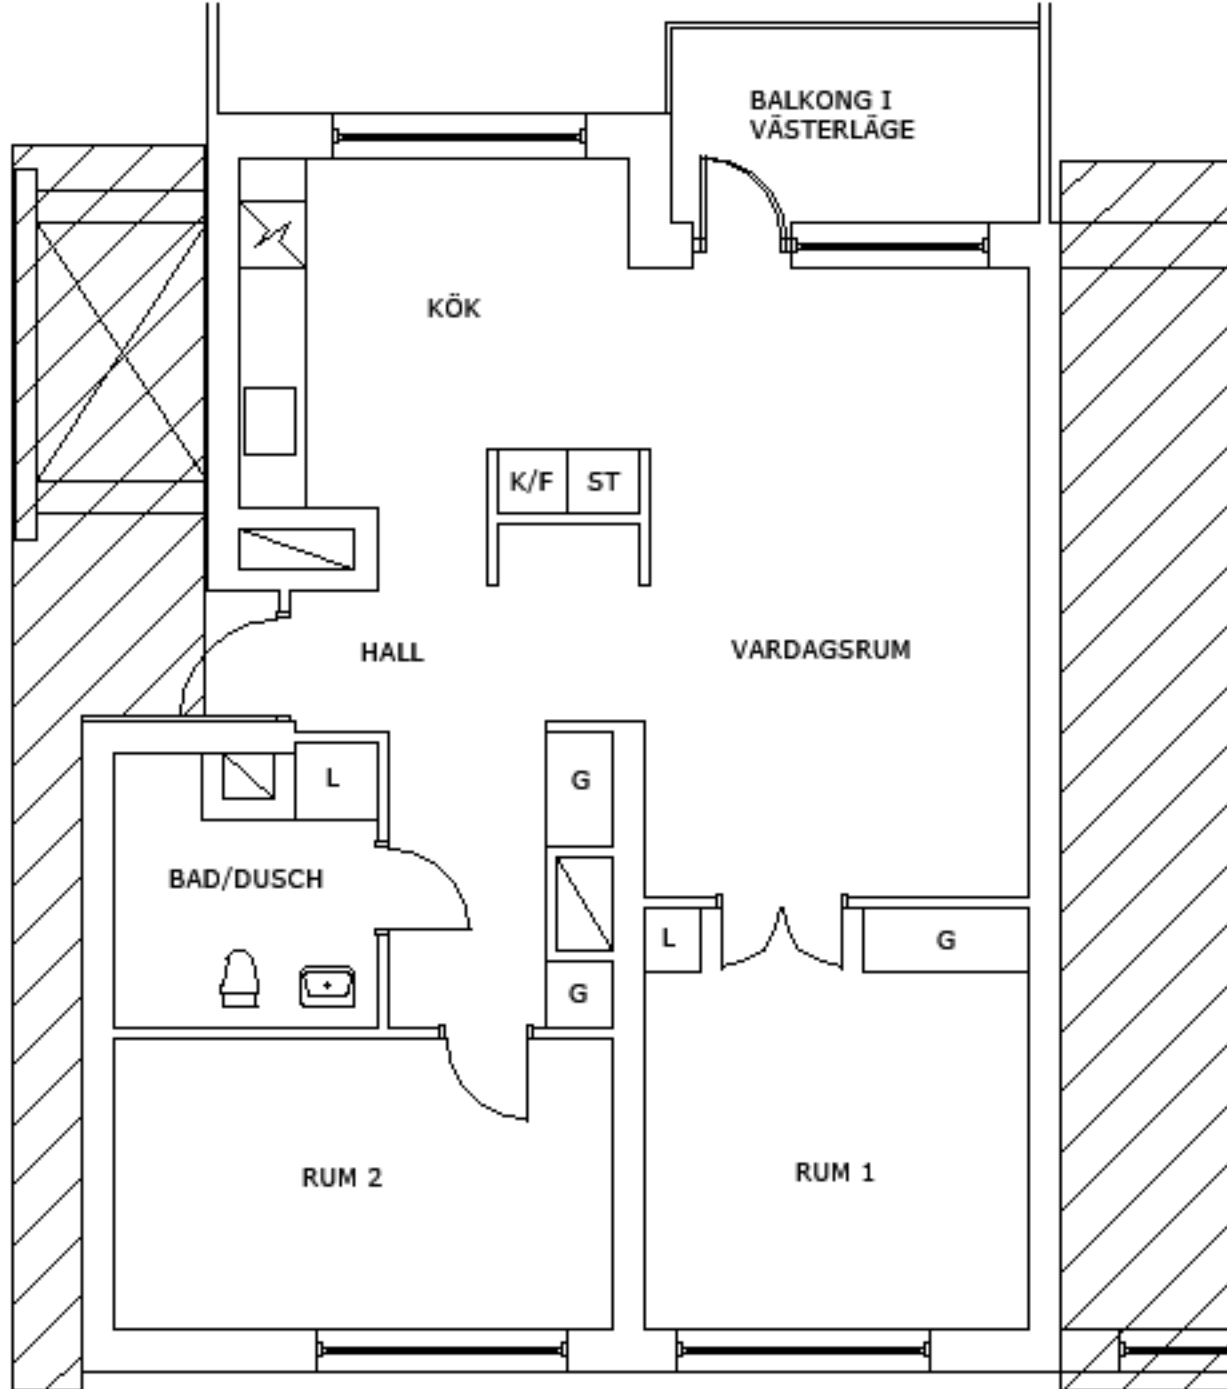 BALKONG I
VÄSTERLÄGE
KÖK
K/F ST
HALL
VARDAGSRUM
L
G
BAD/DUSCH
L
G
G
RUM 2
RUM 1